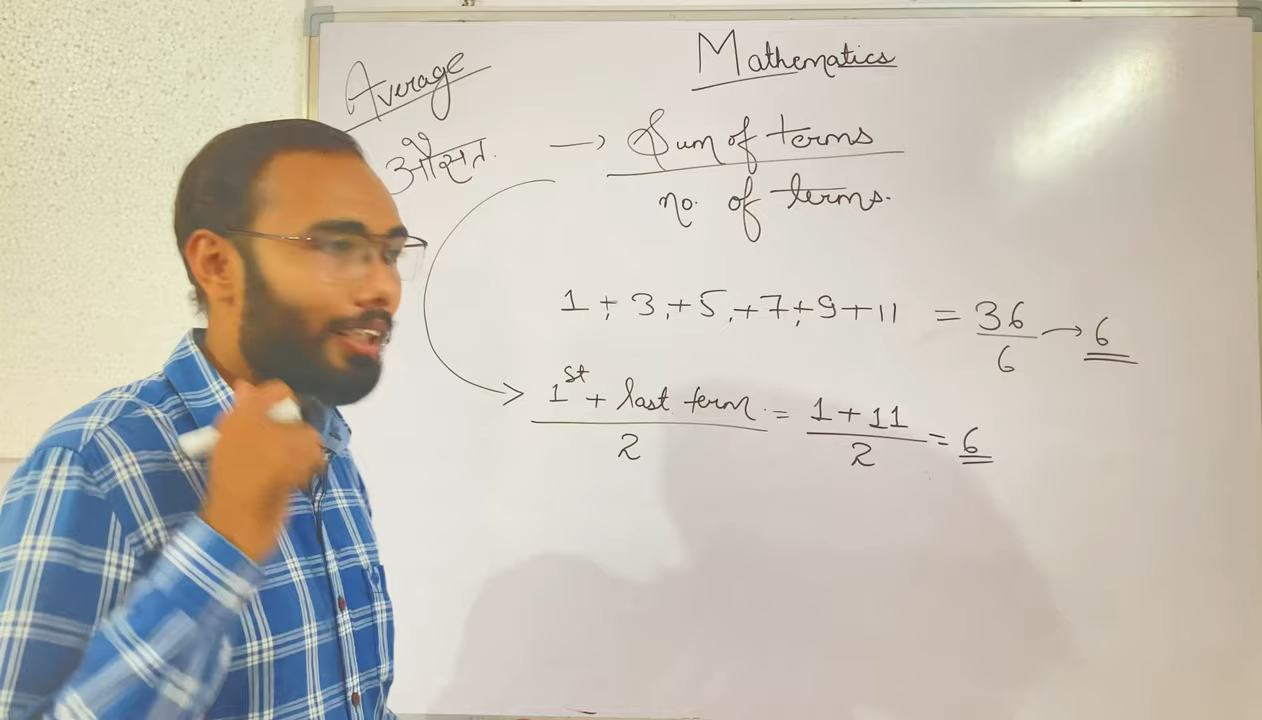 Mathematics
Average
औसत.
→ Sum of terms
no. of terms.
1 + 3 + 5 + 7 + 9 + 11 = 36 → 6
6
1st + last term. = 1 + 11 = 6
2 2